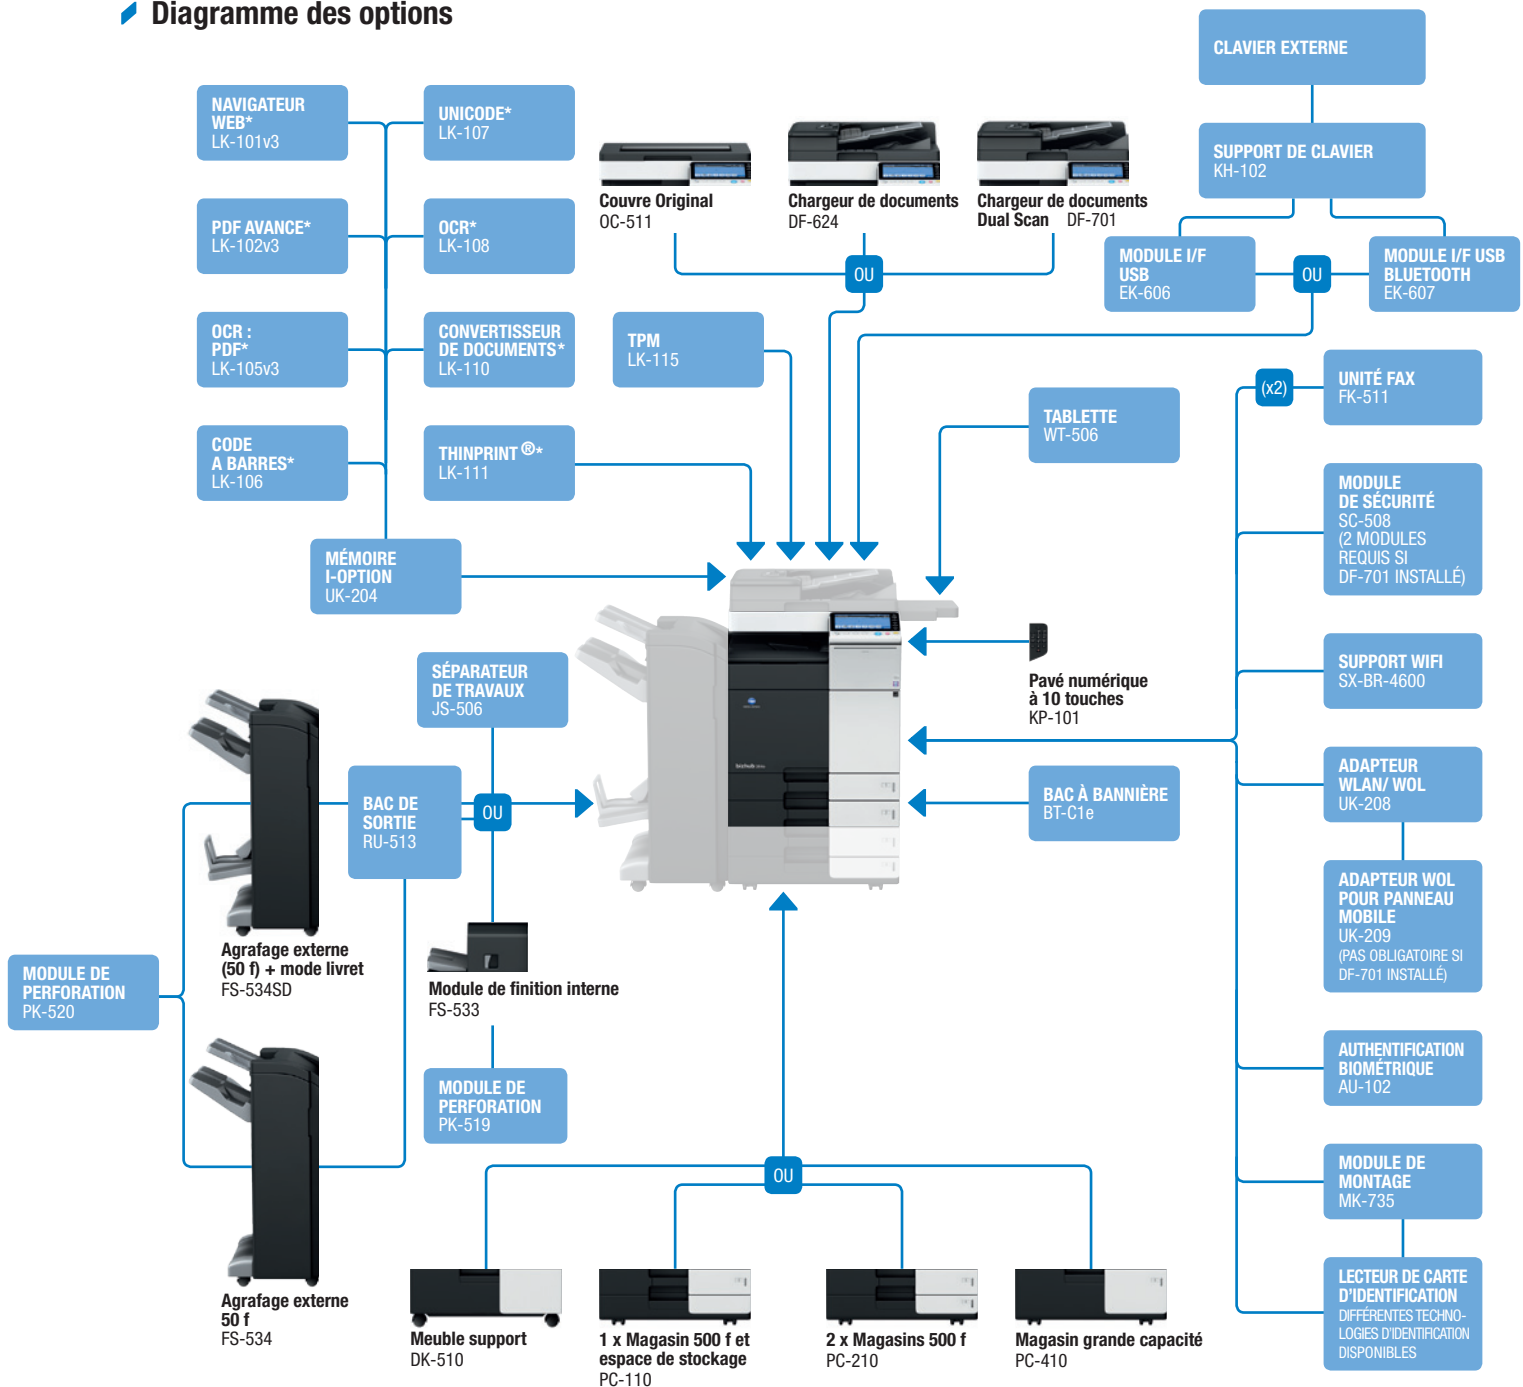 Diagramme des options
CLAVIER EXTERNE
SUPPORT DE CLAVIER
KH-102
MODULE I/F
USB
EK-606
OU
MODULE I/F USB
BLUETOOTH
EK-607
NAVIGATEUR
WEB*
LK-101v3
UNICODE*
LK-107
PDF AVANCE*
LK-102v3
OCR*
LK-108
OCR :
PDF*
LK-105v3
CONVERTISSEUR
DE DOCUMENTS*
LK-110
CODE
A BARRES*
LK-106
THINPRINT ®*
LK-111
MÉMOIRE
I-OPTION
UK-204
Couvre Original
OC-511
Chargeur de documents
DF-624
Chargeur de documents
Dual Scan DF-701
OU
TPM
LK-115
TABLETTE
WT-506
(x2)
UNITÉ FAX
FK-511
MODULE
DE SÉCURITÉ
SC-508
(2 MODULES
REQUIS SI
DF-701 INSTALLÉ)
SUPPORT WIFI
SX-BR-4600
ADAPTEUR
WLAN/ WOL
UK-208
ADAPTEUR WOL
POUR PANNEAU
MOBILE
UK-209
(PAS OBLIGATOIRE SI
DF-701 INSTALLÉ)
AUTHENTIFICATION
BIOMÉTRIQUE
AU-102
MODULE DE
MONTAGE
MK-735
LECTEUR DE CARTE
D'IDENTIFICATION
DIFFÉRENTES TECHNO-
LOGIES D'IDENTIFICATION
DISPONIBLES
Pavé numérique
à 10 touches
KP-101
BAC À BANNIÈRE
BT-C1e
SÉPARATEUR
DE TRAVAUX
JS-506
BAC DE
SORTIE
RU-513
OU
bizhub
Agrafage externe
(50 f) + mode livret
FS-534SD
Module de finition interne
FS-533
MODULE DE
PERFORATION
PK-520
MODULE DE
PERFORATION
PK-519
Agrafage externe
50 f
FS-534
OU
Meuble support
DK-510
1 x Magasin 500 f et
espace de stockage
PC-110
2 x Magasins 500 f
PC-210
Magasin grande capacité
PC-410